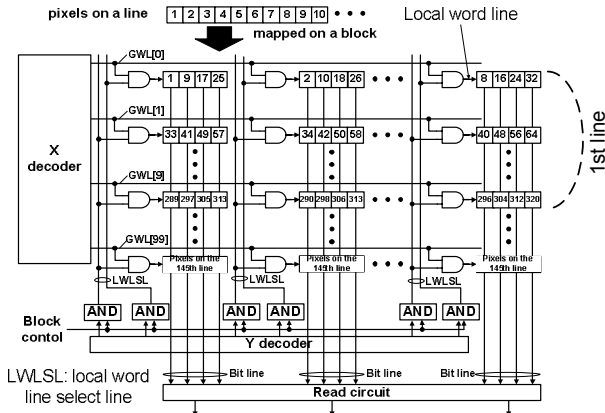 pixels on a line 1 2 3 4 5 6 7 8 9 10
mapped on a block
Local word line
GWL[0]
1 9 17 25
2 10 18 26
8 16 24 32
GWL[1]
33 41 49 57
34 42 50 58
40 48 56 64
X decoder
1st line
GWL[9]
289 297 305 313
290 298 306 313
296 304 312 320
GWL[99]
Pixels on the 145th line
Pixels on the 145th line
Pixels on the 145th line
LWLSL
LWLSL
LWLSL
AND AND AND AND AND AND
Block contol
Y decoder
LWLSL: local word line select line
Bit line
Bit line
Bit line
Read circuit